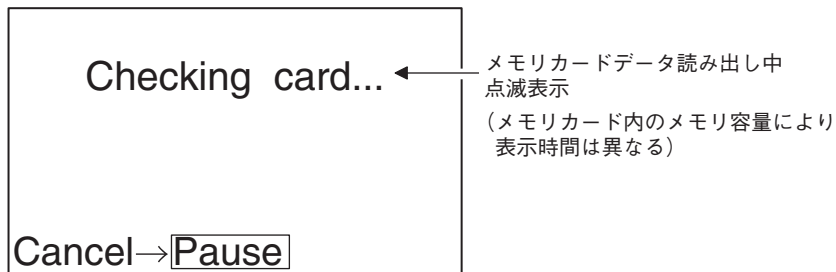 Checking card...
メモリカードデータ読み出し中
点滅表示
（メモリカード内のメモリ容量により
表示時間は異なる）
Cancel→Pause